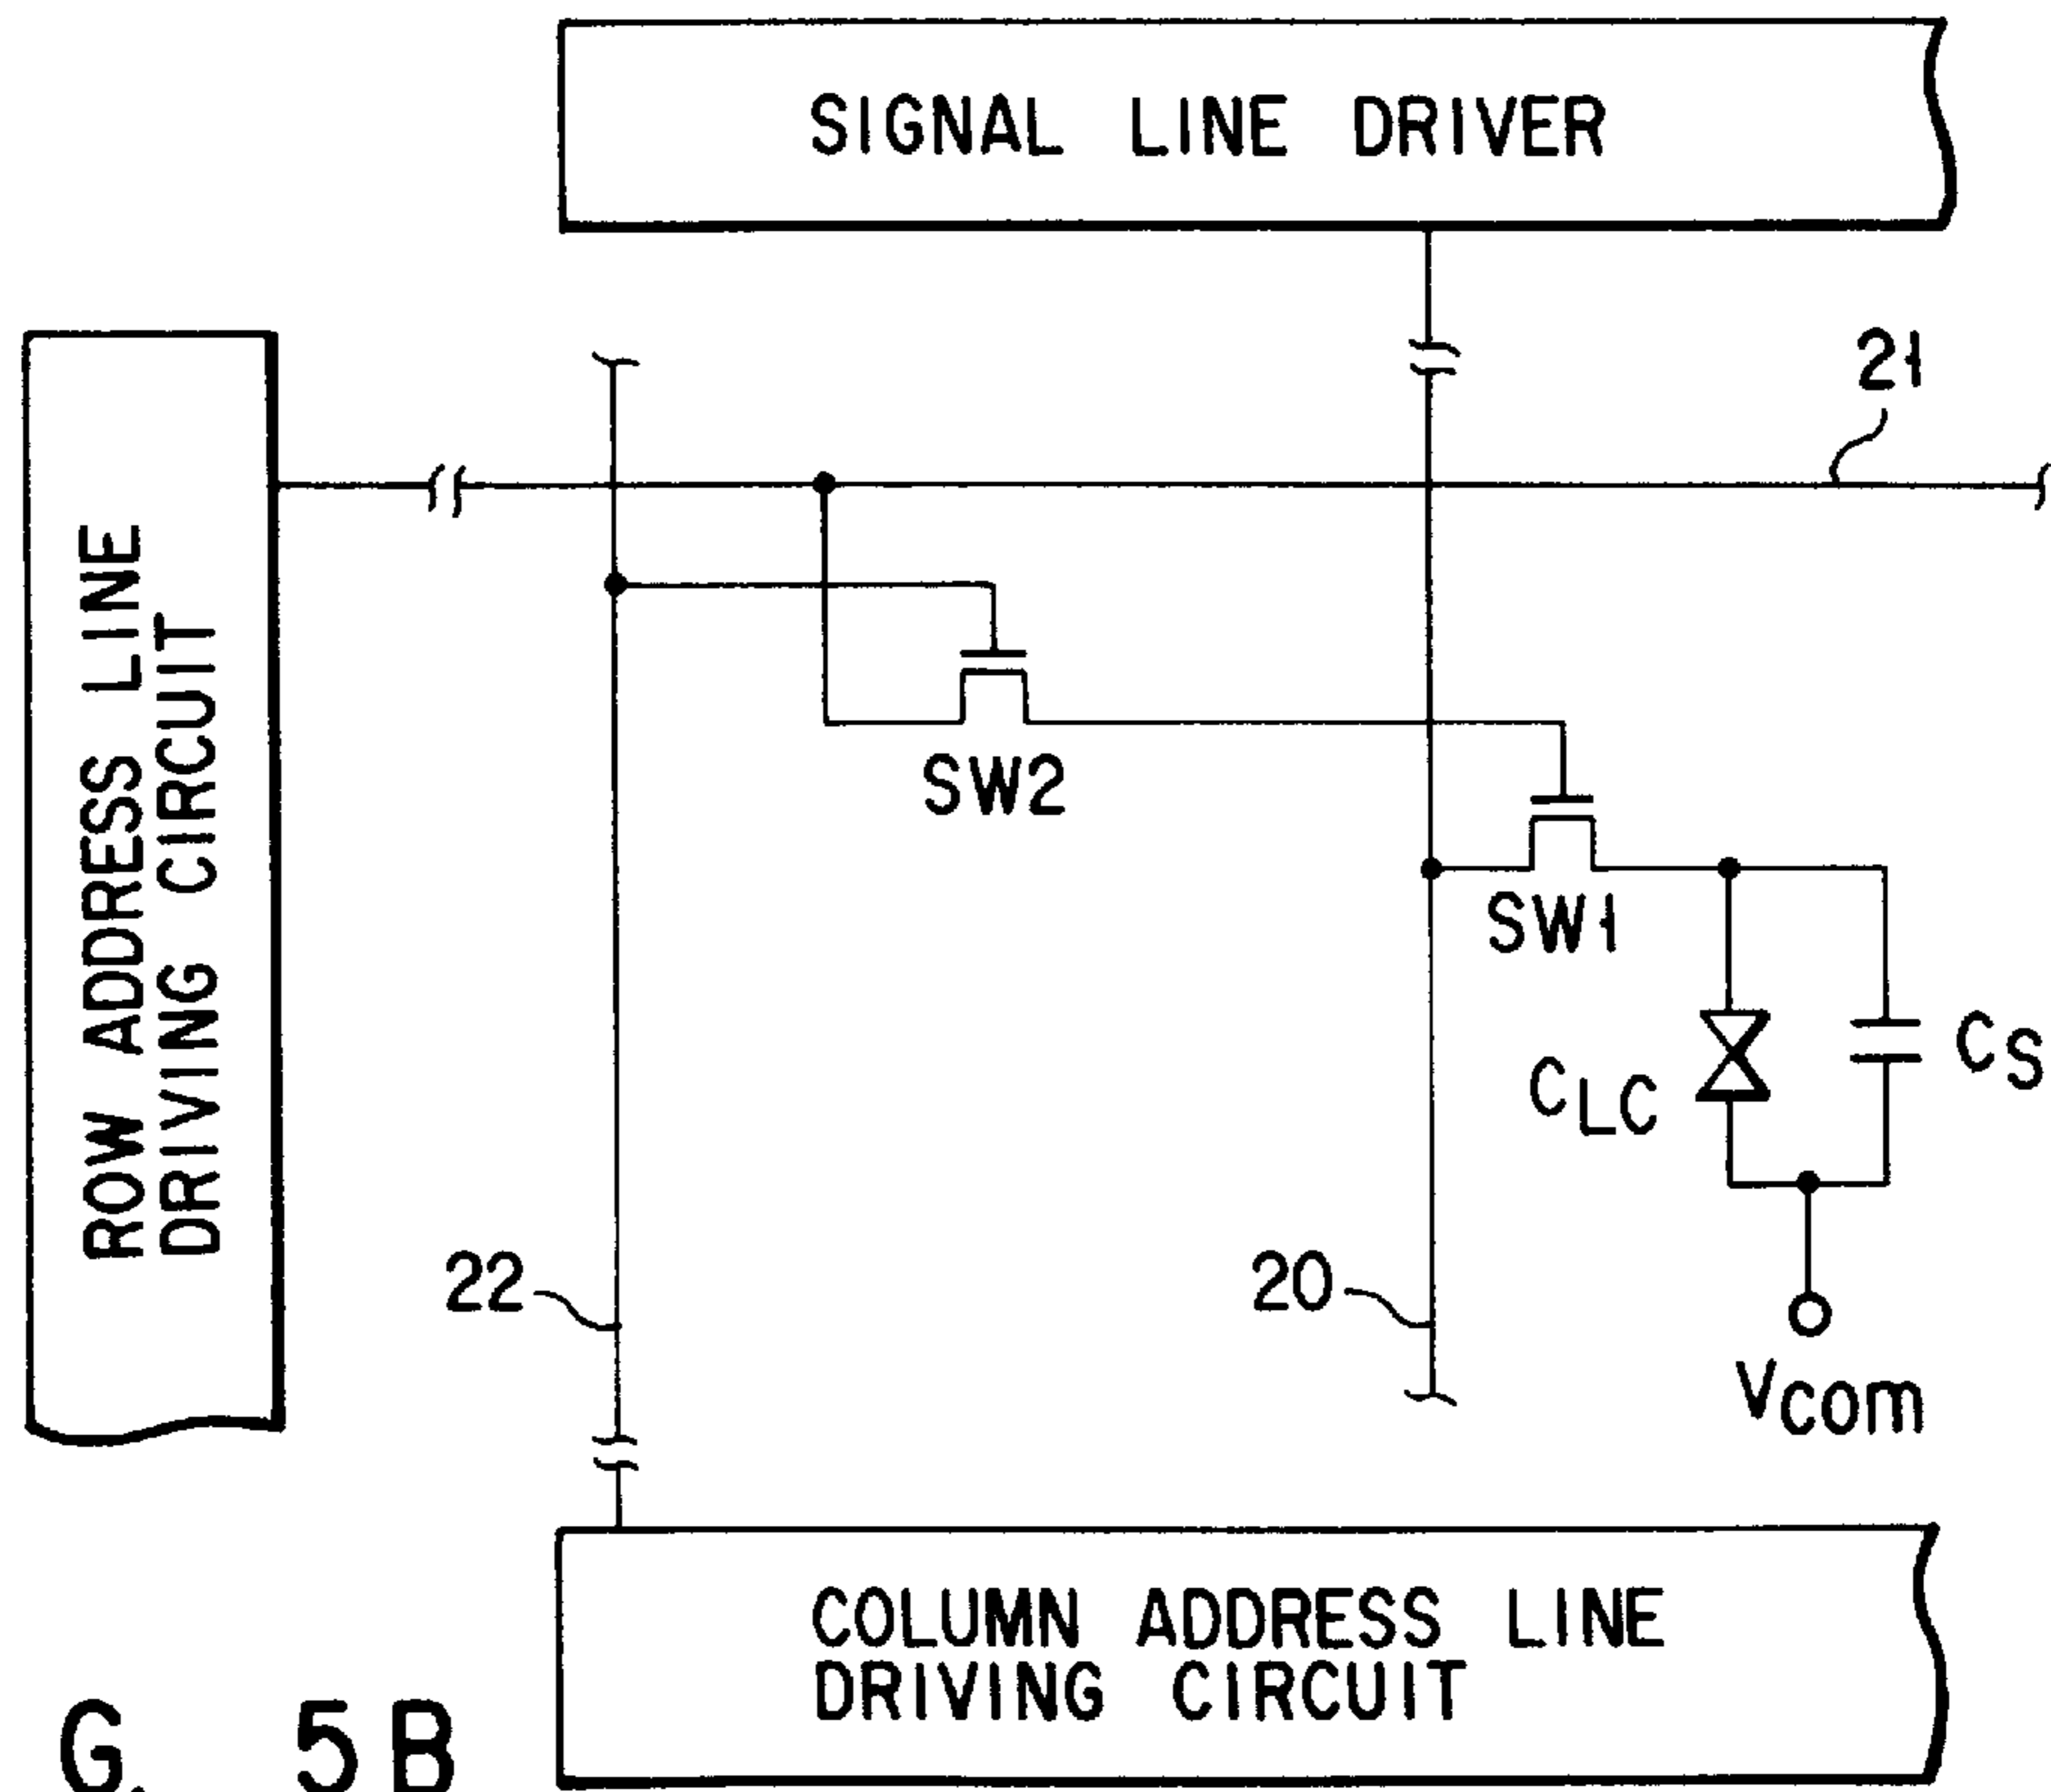 SIGNAL LINE DRIVER
21
ROW ADDRESS LINE
DRIVING CIRCUIT
SW2
SW1
CLC
CS
22
20
Vcom
COLUMN ADDRESS LINE
DRIVING CIRCUIT
G. 5B